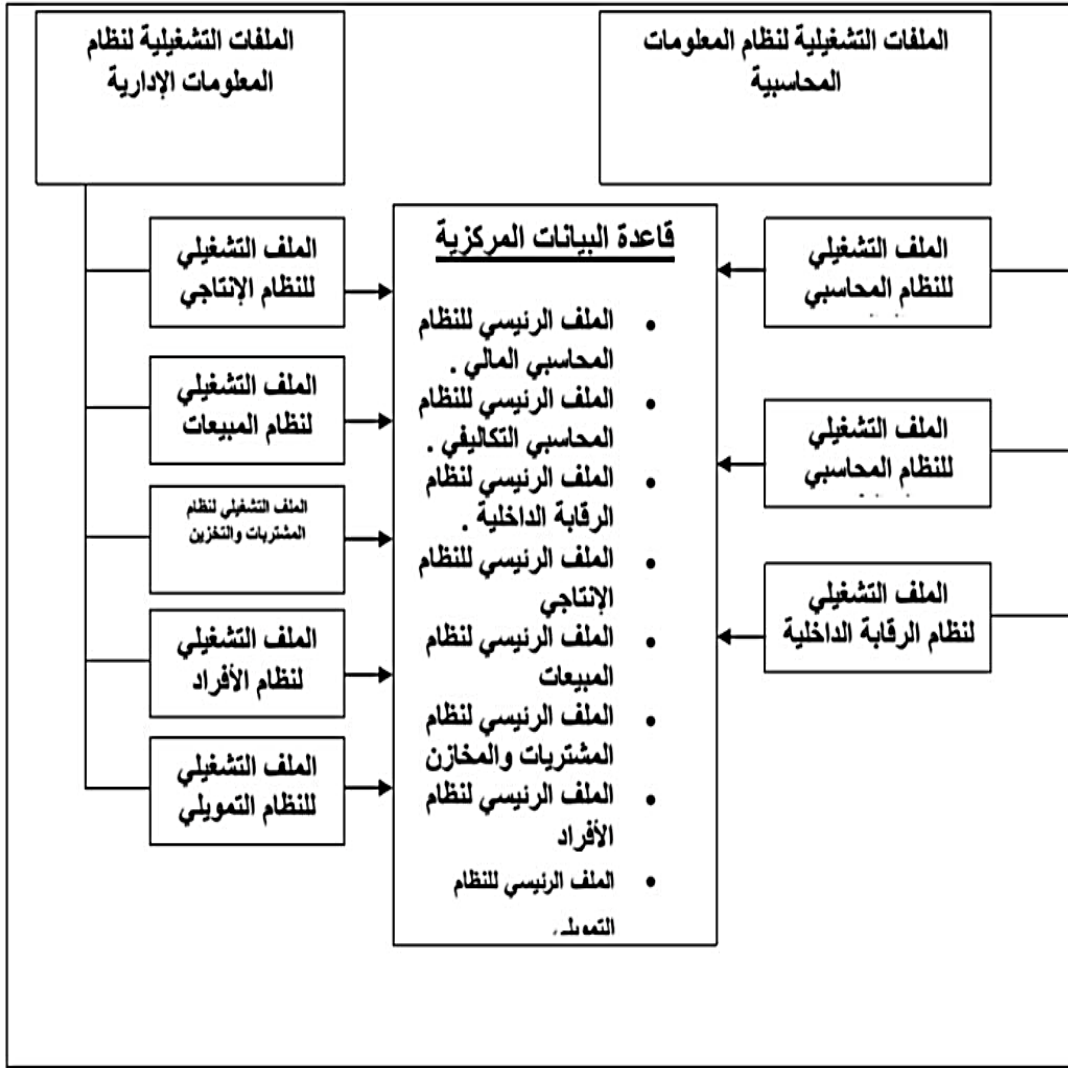 الملفات التشغيلية لنظام المعلومات
المحاسبية
الملفات التشغيلية لنظام
المعلومات الإدارية
الملف التشغيلي
للنظام المحاسبي
الملف التشغيلي
للنظام المحاسبي
الملف التشغيلي
لنظام الرقابة الداخلية
قاعدة البيانات المركزية
• الملف الرئيسي للنظام
المحاسبي المالي .
• الملف الرئيسي للنظام
المحاسبي التكاليفي .
• الملف الرئيسي لنظام
الرقابة الداخلية .
• الملف الرئيسي للنظام
الإنتاجي
• الملف الرئيسي لنظام
المبيعات
• الملف الرئيسي لنظام
المشتريات والمخازن
• الملف الرئيسي لنظام
الأفراد
• الملف الرئيسي للنظام
التمويلي
الملف التشغيلي
للنظام الإنتاجي
الملف التشغيلي
لنظام المبيعات
الملف التشغيلي لنظام
المشتريات والتخزين
الملف التشغيلي
لنظام الأفراد
الملف التشغيلي
للنظام التمويلي